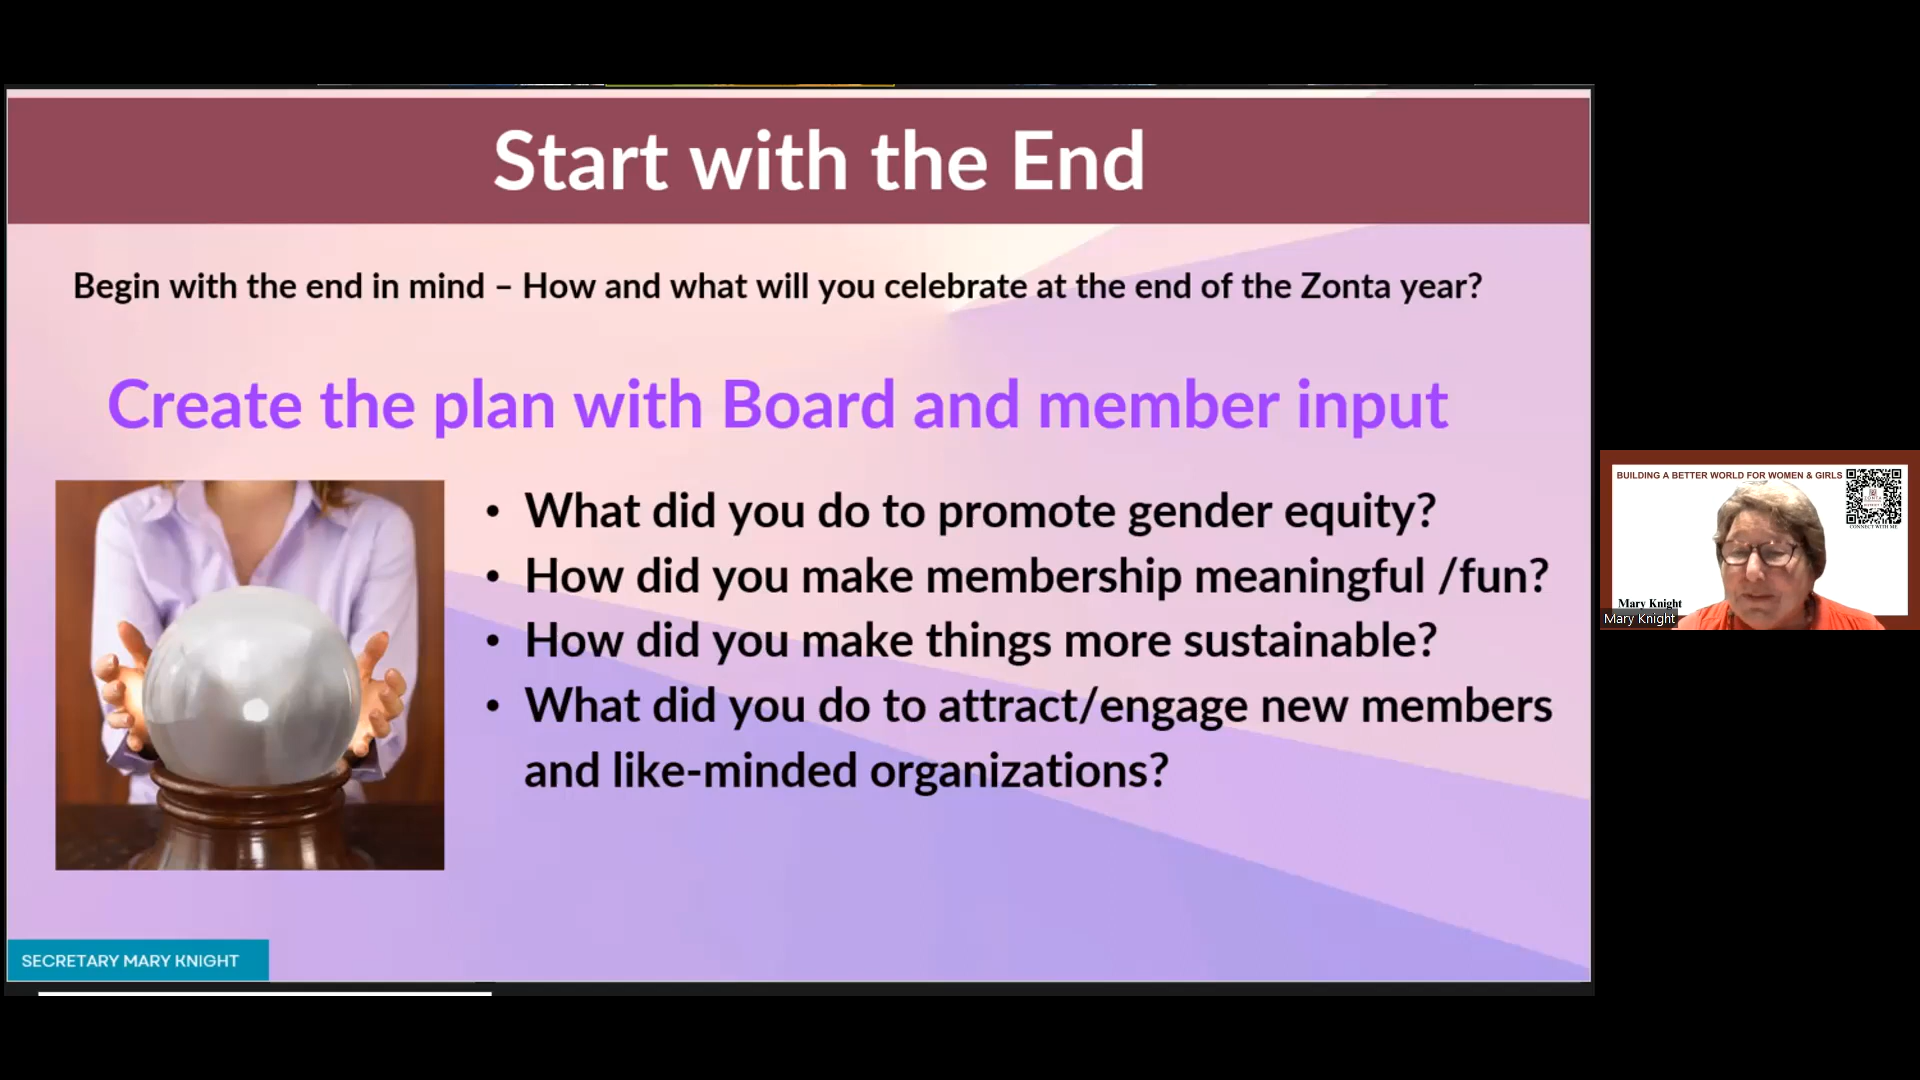 Start with the End
Begin with the end in mind – How and what will you celebrate at the end of the Zonta year?
Create the plan with Board and member input
• What did you do to promote gender equity?
• How did you make membership meaningful /fun?
• How did you make things more sustainable?
• What did you do to attract/engage new members
and like-minded organizations?
SECRETARY MARY KNIGHT
BUILDING A BETTER WORLD FOR WOMEN & GIRLS
CONNECT WITH ME
Mary Knight
Mary Knight